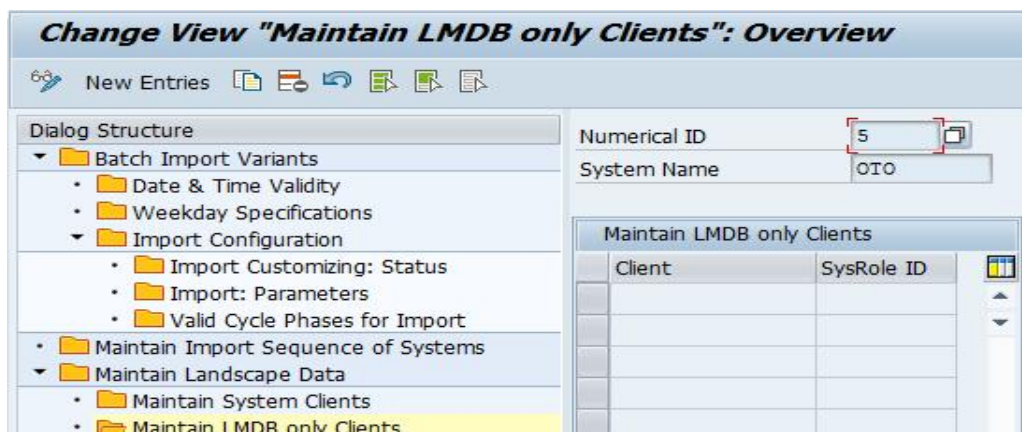 Change View "Maintain LMDB only Clients": Overview
New Entries
Dialog Structure
Batch Import Variants
Date & Time Validity
Weekday Specifications
Import Configuration
Import Customizing: Status
Import: Parameters
Valid Cycle Phases for Import
Maintain Import Sequence of Systems
Maintain Landscape Data
Maintain System Clients
Maintain LMDB only Clients
Numerical ID 5
System Name OTO
Maintain LMDB only Clients
Client SysRole ID